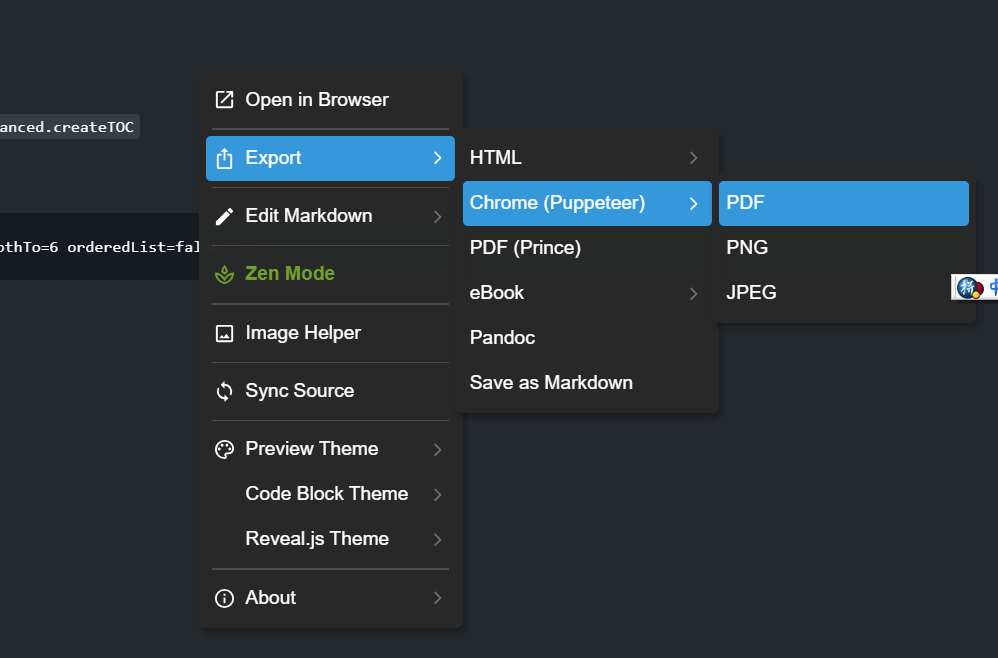 Open in Browser
anced.createTOC
Export
HTML
Chrome (Puppeteer)
PDF
Edit Markdown
pthTo=6 orderedList=fal
PDF (Prince)
PNG
Zen Mode
eBook
JPEG
拼
中
Image Helper
Pandoc
Sync Source
Save as Markdown
Preview Theme
Code Block Theme
Reveal.js Theme
About